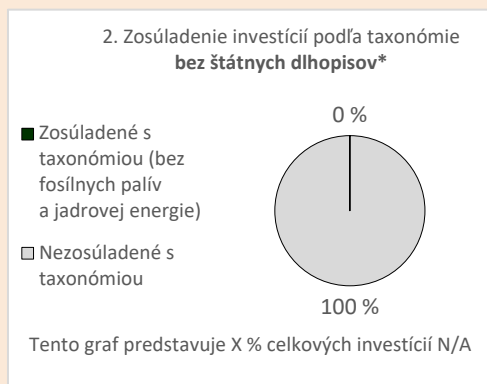 2. Zosúladenie investícií podľa taxonómie
bez štátnych dlhopisov*
0 %
Zosúladené s
taxonómiou (bez
fosílnych palív
a jadrovej energie)
Nezosúladené s
taxonómiou
100 %
Tento graf predstavuje X % celkových investícií N/A